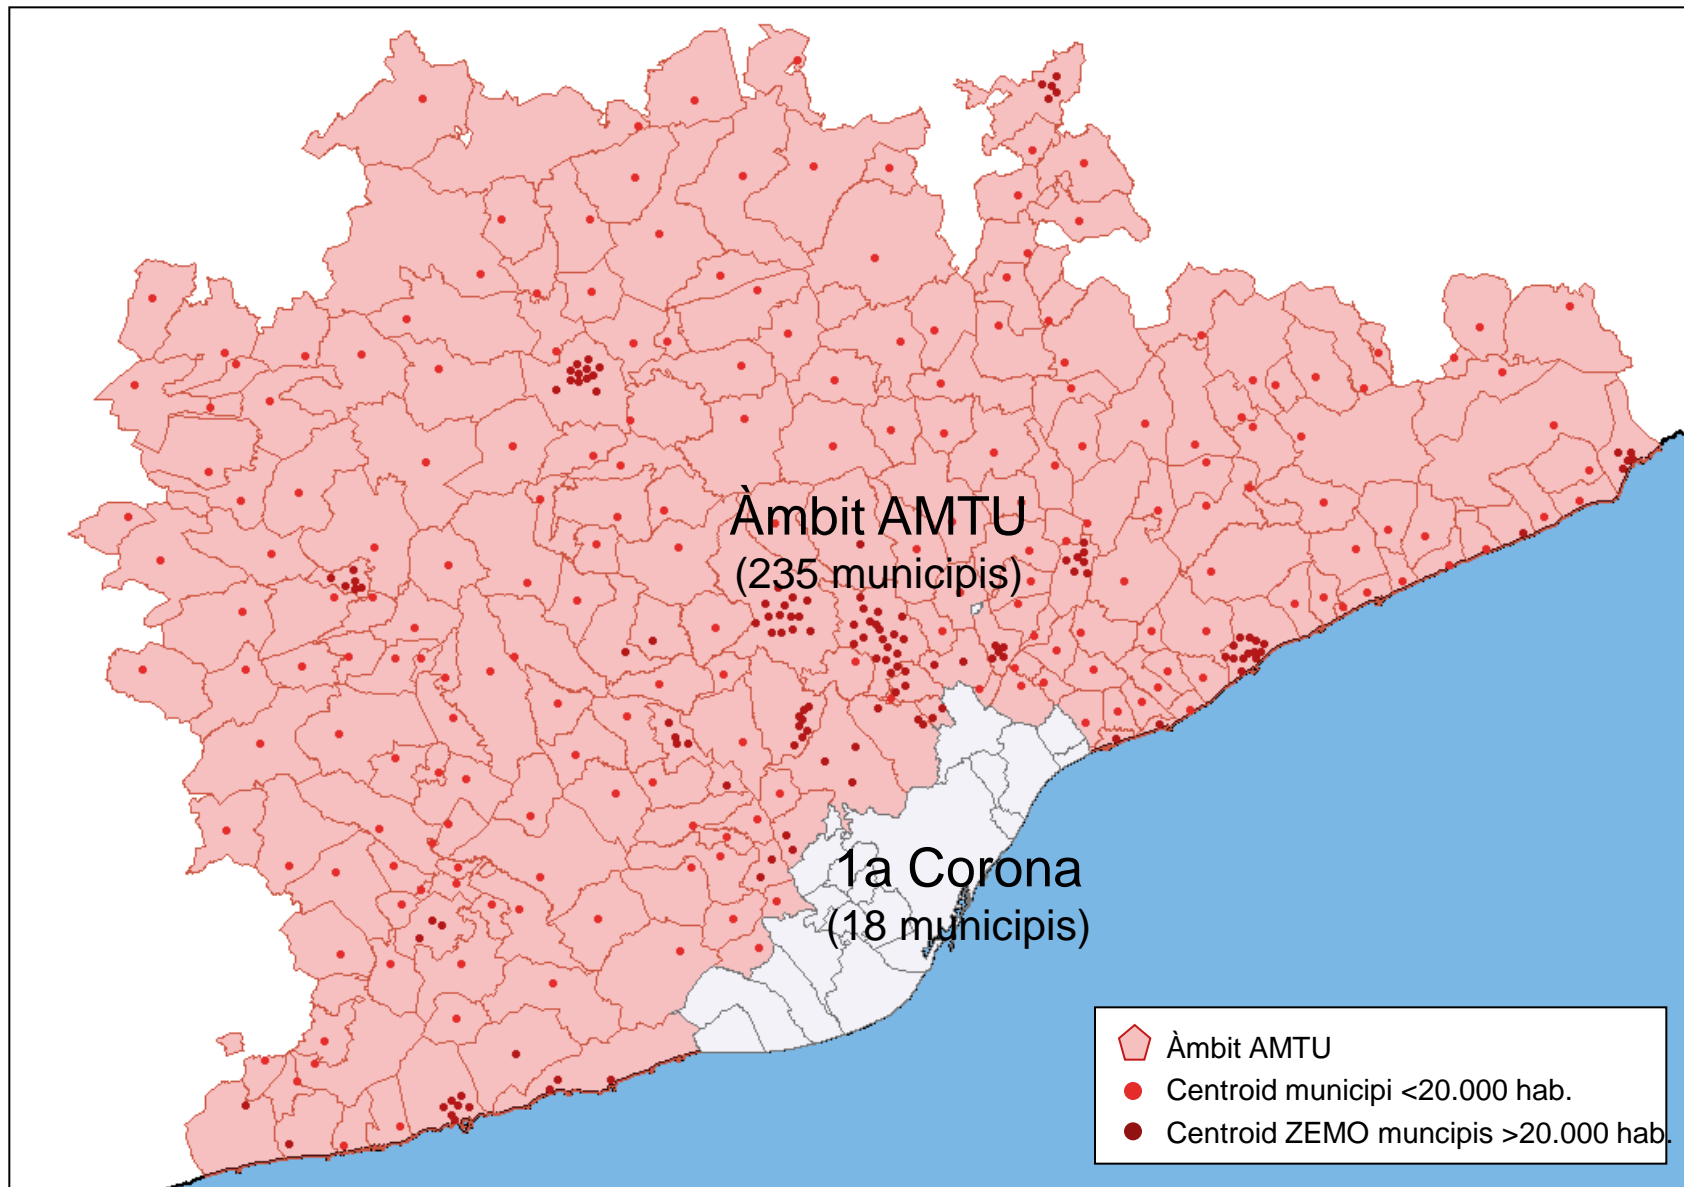 Àmbit AMTU
(235 municipis)
1a Corona
(18 municipis)
Àmbit AMTU
Centroid municipi <20.000 hab.
Centroid ZEMO muncipis >20.000 hab.